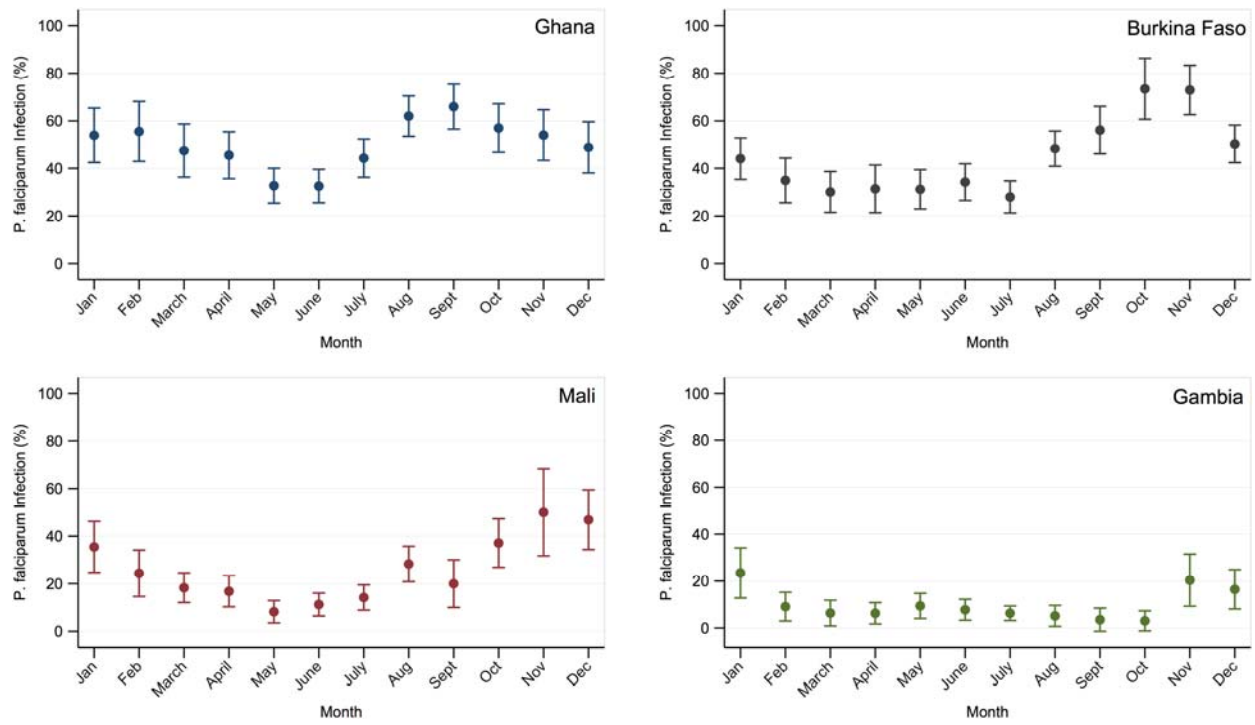 Ghana
P. falciparum Infection (%)
100
80
60
40
20
0
Jan
Feb
March
April
May
June
July
Aug
Sept
Oct
Nov
Dec
Month
Burkina Faso
P. falciparum Infection (%)
100
80
60
40
20
0
Jan
Feb
March
April
May
June
July
Aug
Sept
Oct
Nov
Dec
Month
Mali
P. falciparum Infection (%)
100
80
60
40
20
0
Jan
Feb
March
April
May
June
July
Aug
Sept
Oct
Nov
Dec
Month
Gambia
P. falciparum Infection (%)
100
80
60
40
20
0
Jan
Feb
March
April
May
June
July
Aug
Sept
Oct
Nov
Dec
Month